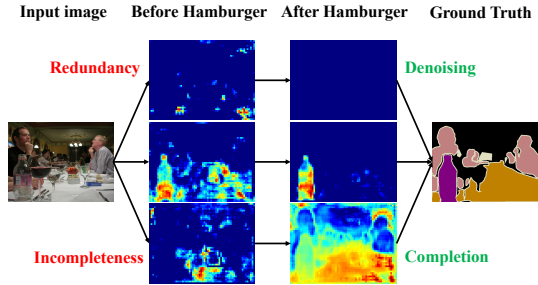 Input image Before Hamburger After Hamburger Ground Truth
Redundancy Denoising
Incompleteness Completion